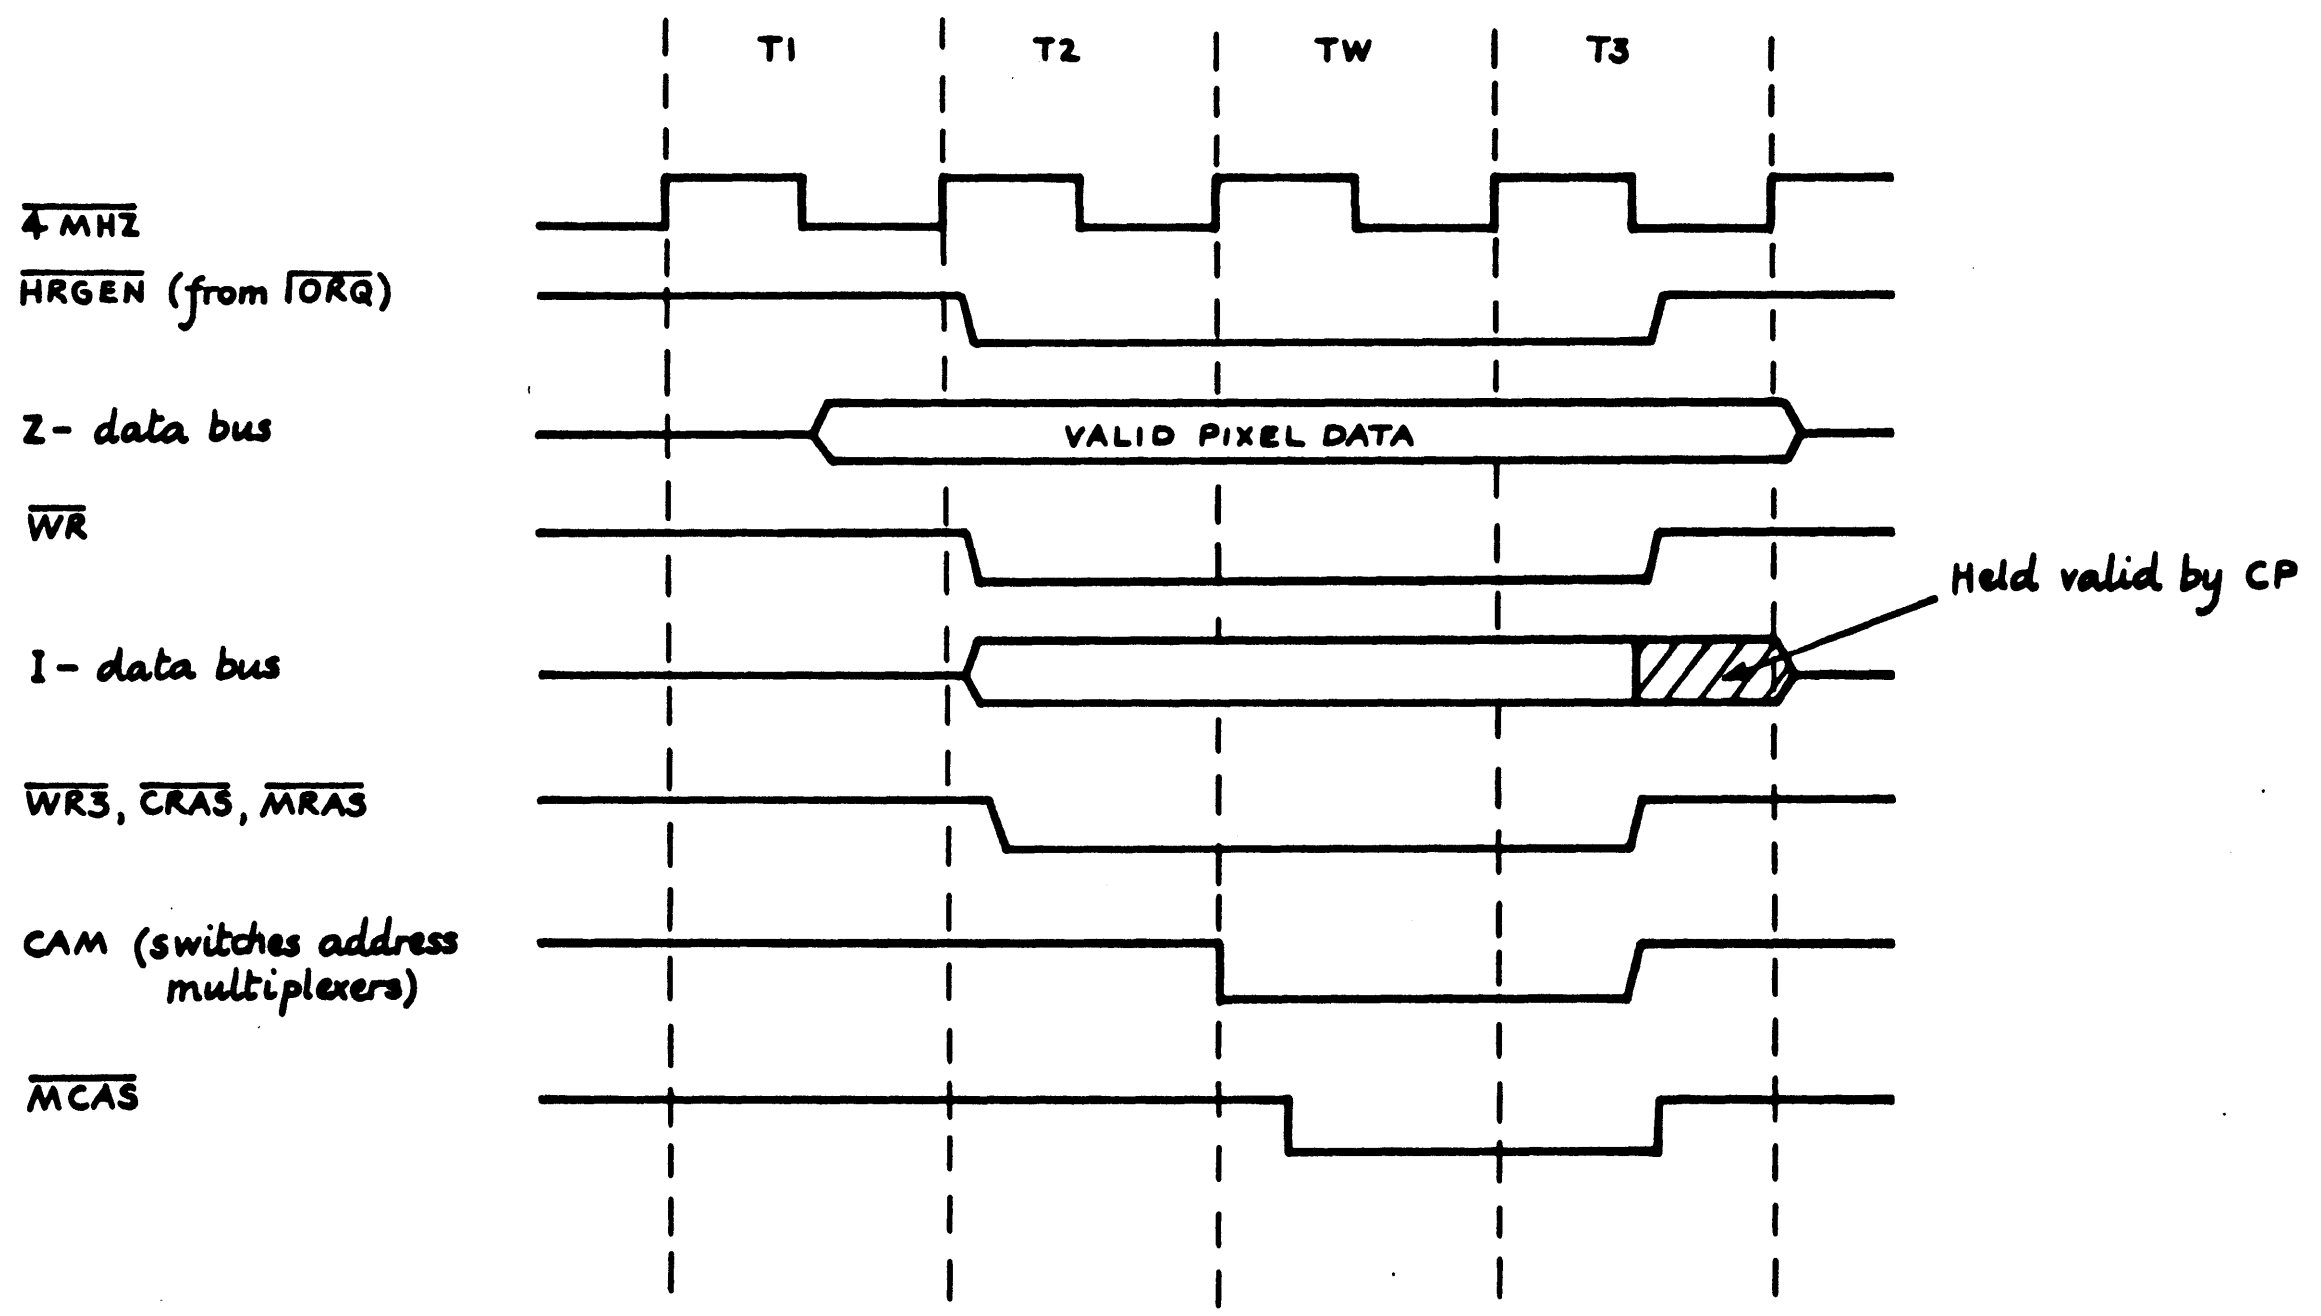 T1 T2 TW T3
4 MHZ
HRGEN (from IORQ)
Z - data bus
VALID PIXEL DATA
WR
Held valid by CP
I - data bus
WR3, CRAS, MRAS
CAM (switches address
multiplexers)
MCAS